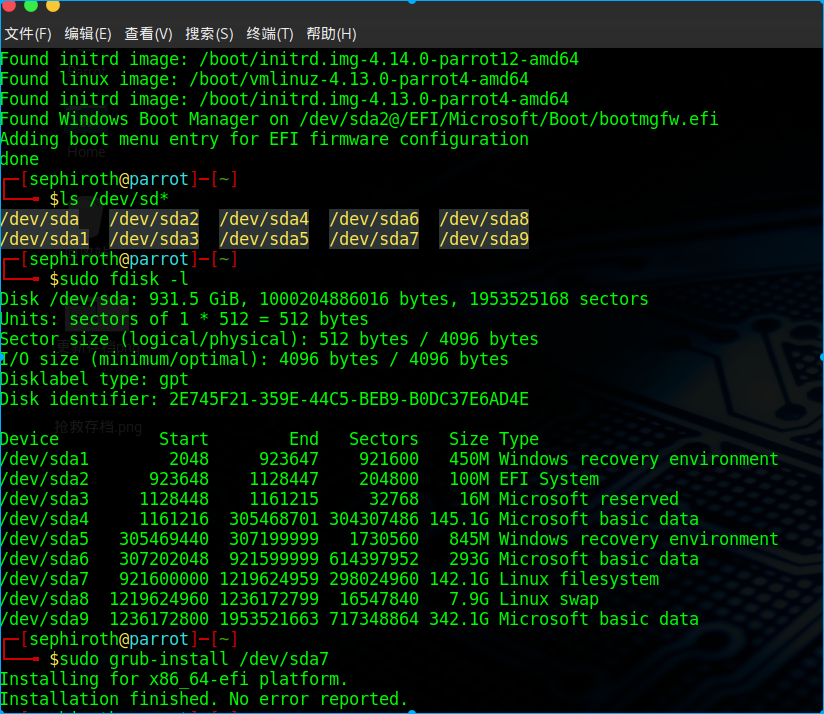 文件(F) 编辑(E) 查看(V) 搜索(S) 终端(T) 帮助(H)
Found initrd image: /boot/initrd.img-4.14.0-parrot12-amd64
Found linux image: /boot/vmlinuz-4.13.0-parrot4-amd64
Found initrd image: /boot/initrd.img-4.13.0-parrot4-amd64
Found Windows Boot Manager on /dev/sda2@/EFI/Microsoft/Boot/bootmgfw.efi
Adding boot menu entry for EFI firmware configuration
Home
done
┌─[sephiroth@parrot]─[~]
└──╼ $ls /dev/sd*
/dev/sda /dev/sda2 /dev/sda4 /dev/sda6 /dev/sda8
/dev/sda1 /dev/sda3 /dev/sda5 /dev/sda7 /dev/sda9
┌─[sephiroth@parrot]─[~]
└──╼ $sudo fdisk -l
Disk /dev/sda: 931.5 GiB, 1000204886016 bytes, 1953525168 sectors
Units: sectors of 1 * 512 = 512 bytes
Sector size (logical/physical): 512 bytes / 4096 bytes
I/O size (minimum/optimal): 4096 bytes / 4096 bytes
Disklabel type: gpt
Disk identifier: 2E745F21-359E-44C5-BEB9-B0DC37E6AD4E
抢救存档.png
Device Start End Sectors Size Type
/dev/sda1 2048 923647 921600 450M Windows recovery environment
/dev/sda2 923648 1128447 204800 100M EFI System
/dev/sda3 1128448 1161215 32768 16M Microsoft reserved
/dev/sda4 1161216 305468701 304307486 145.1G Microsoft basic data
/dev/sda5 305469440 307199999 1730560 845M Windows recovery environment
/dev/sda6 307202048 921599999 614397952 293G Microsoft basic data
/dev/sda7 921600000 1219624959 298024960 142.1G Linux filesystem
/dev/sda8 1219624960 1236172799 16547840 7.9G Linux swap
/dev/sda9 1236172800 1953521663 717348864 342.1G Microsoft basic data
┌─[sephiroth@parrot]─[~]
└──╼ $sudo grub-install /dev/sda7
Installing for x86_64-efi platform.
Installation finished. No error reported.